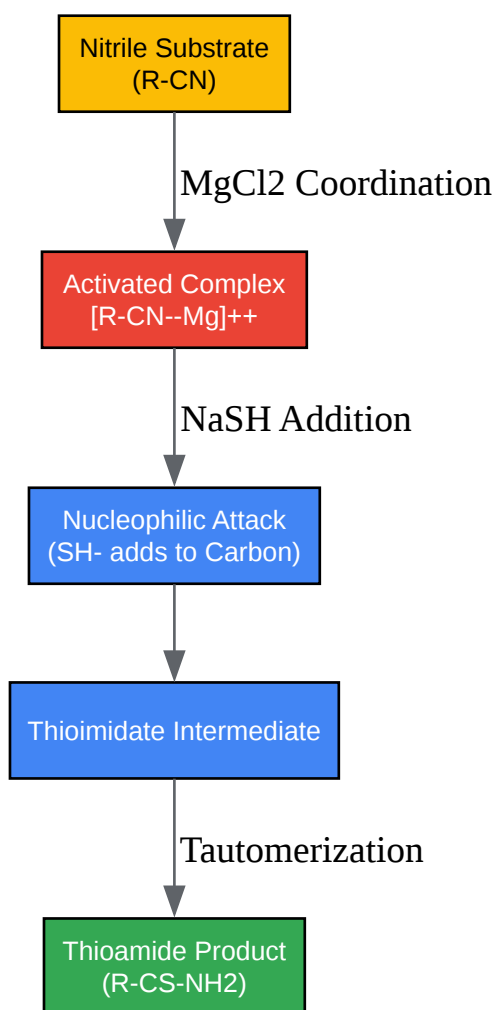 Nitrile Substrate
(R-CN)
MgCl2 Coordination
Activated Complex
[R-CN--Mg]++
NaSH Addition
Nucleophilic Attack
(SH- adds to Carbon)
Thioimidate Intermediate
Tautomerization
Thioamide Product
(R-CS-NH2)